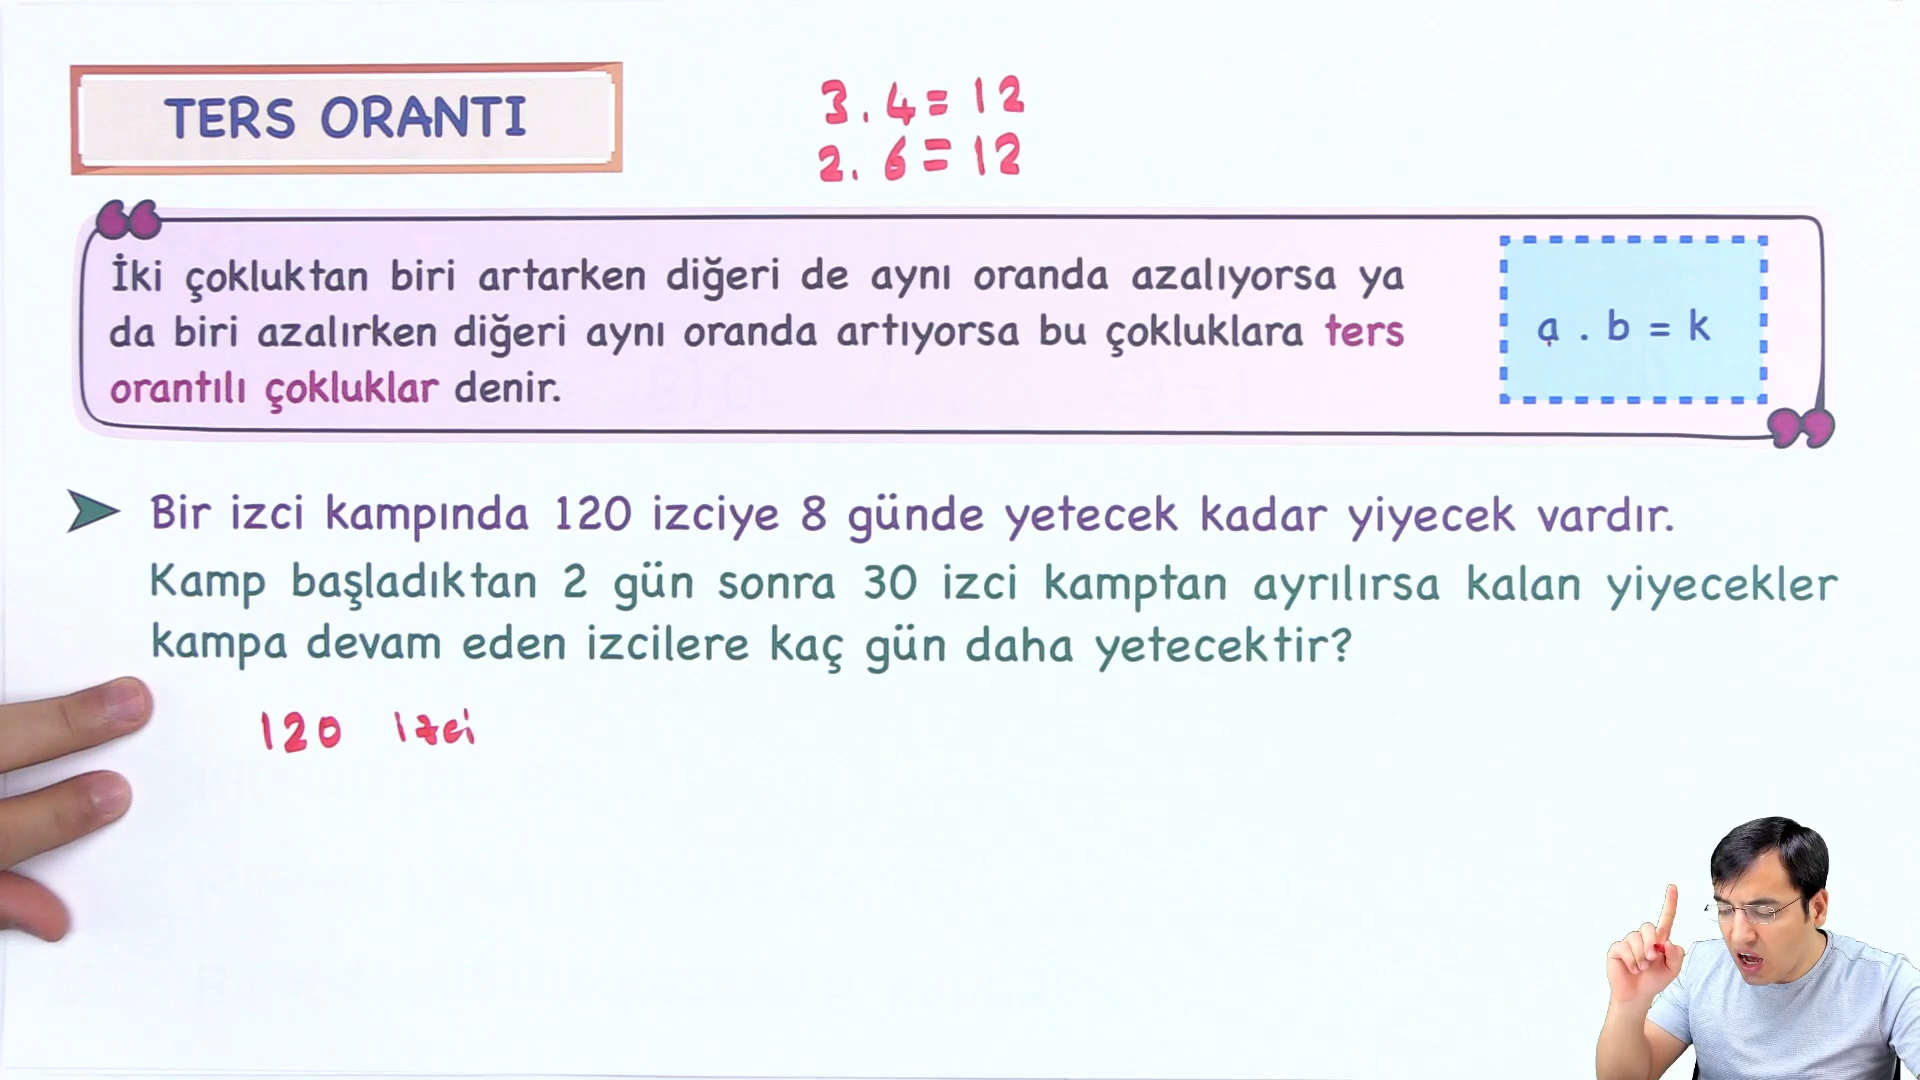 TERS ORANTI
3.4=12
2.6=12
İki çokluktan biri artarken diğeri de aynı oranda azalıyorsa ya
da biri azalırken diğeri aynı oranda artıyorsa bu çokluklara ters
orantılı çokluklar denir.
a . b = k
Bir izci kampında 120 izciye 8 günde yetecek kadar yiyecek vardır.
Kamp başladıktan 2 gün sonra 30 izci kamptan ayrılırsa kalan yiyecekler
kampa devam eden izcilere kaç gün daha yetecektir?
120 izci